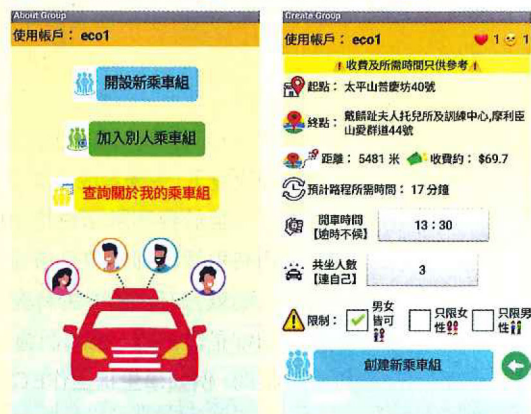 About Group
使用帳戶： eco1
開設新乘車組
加入別人乘車組
查詢關於我的乘車組
Create Group
使用帳戶： eco1
1
1
收費及所需時間只供參考
起點： 太平山普慶坊40號
終點： 戴麟趾夫人托兒所及訓練中心,摩利臣
山愛群道44號
距離： 5481 米 收費約： $69.7
預計路程所需時間： 17 分鐘
開車時間
【逾時不候】
13 : 30
共坐人數
【連自己】
3
限制： 男女
皆可
只限女
性
只限男
性
創建新乘車組